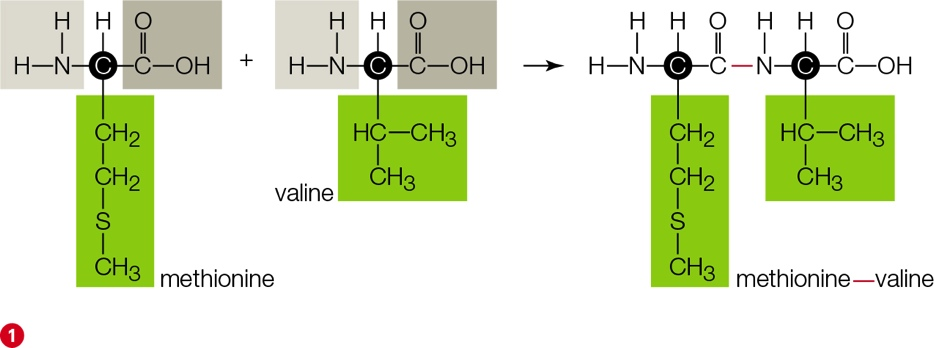 H H O H H O H H O H H O
H—N—C—C—OH + H—N—C—C—OH → H—N—C—C—N—C—C—OH
CH2 HC—CH3 CH2 HC—CH3
CH2 CH3 CH2 CH3
valine
S S
CH3 methionine CH3 methionine—valine
1